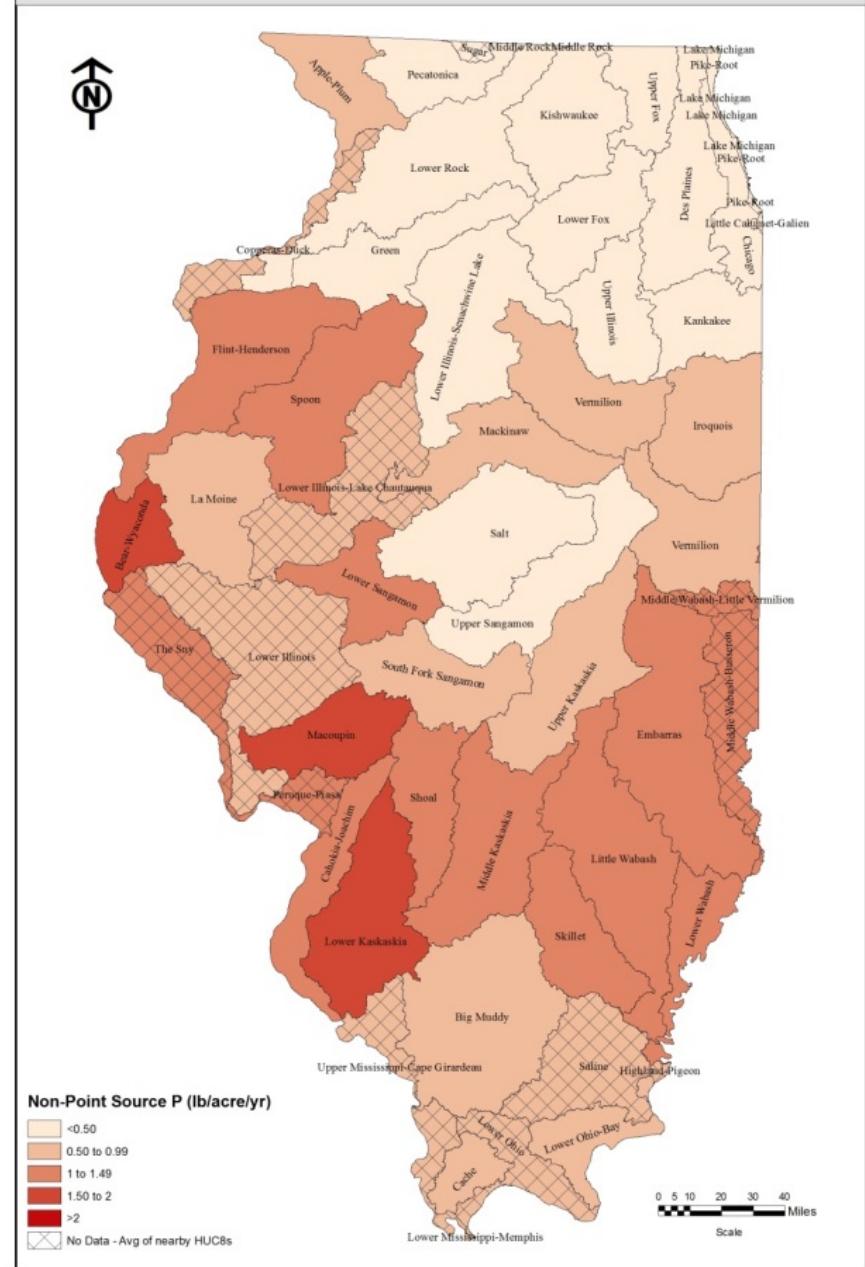 N
Sugar
Middle Rock
Middle Rock
Lake Michigan
Pike-Root
Apple-Plum
Pecatonica
Upper Fox
Lake Michigan
Kishwaukee
Lake Michigan
Lake Michigan
Pike-Root
Lower Rock
Des Plaines
Pike-Root
Lower Fox
Little Calumet-Galien
Copperas-Duck
Green
Chicago
Lower Illinois-Senachwine Lake
Upper Illinois
Kankakee
Flint-Henderson
Spoon
Vermilion
Iroquois
Mackinaw
Lower Illinois-Lake Chautauqua
La Moine
Bear-Wyaconda
Salt
Vermilion
Lower Sangamon
Middle Wabash-Little Vermilion
Upper Sangamon
The Sny
Lower Illinois
South Fork Sangamon
Upper Kaskaskia
Middle Wabash-Busseron
Macoupin
Embarras
Peruque-Piasa
Shoal
Cahokia-Joachim
Middle Kaskaskia
Little Wabash
Lower Wabash
Lower Kaskaskia
Skillet
Big Muddy
Upper Mississippi-Cape Girardeau
Saline
Highland-Pigeon
Lower Ohio
Lower Ohio-Bay
Cache
Lower Mississippi-Memphis
Non-Point Source P (lb/acre/yr)
<0.50
0.50 to 0.99
1 to 1.49
1.50 to 2
>2
No Data - Avg of nearby HUC8s
0 5 10 20 30 40
Miles
Scale